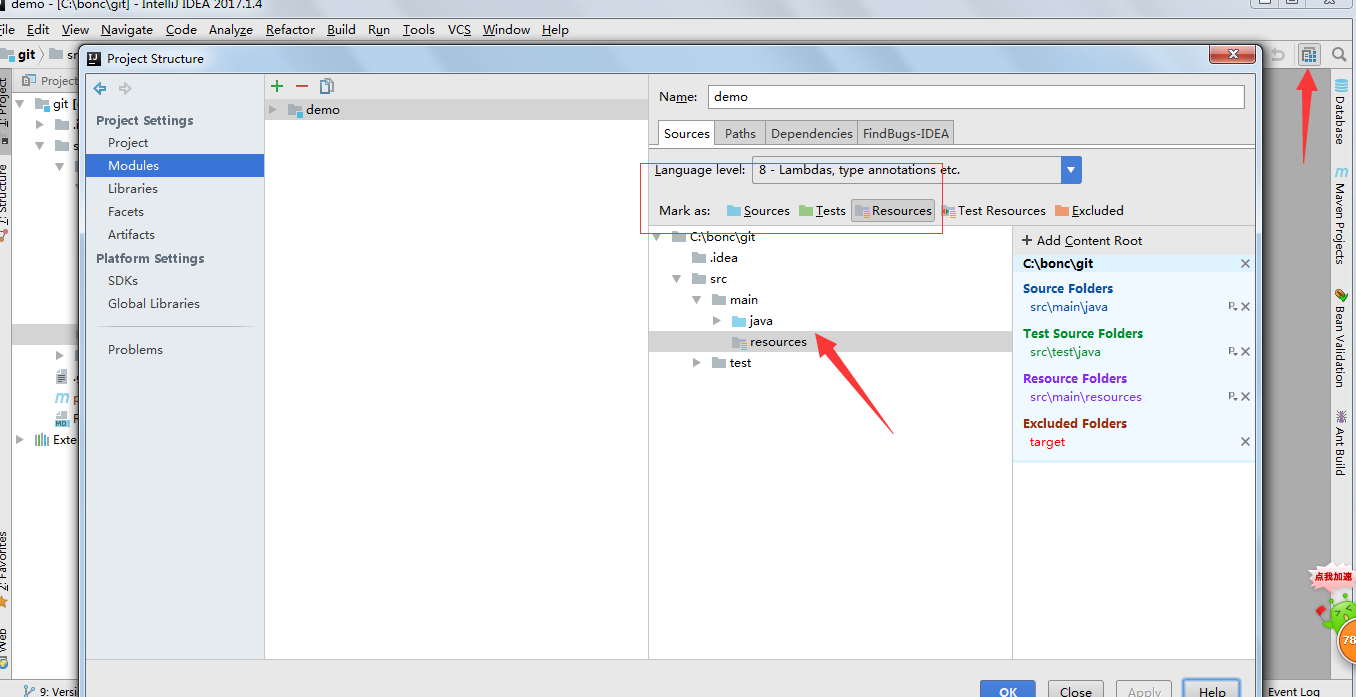 demo - [C:\bonc\git] - IntelliJ IDEA 2017.1.4
File Edit View Navigate Code Analyze Refactor Build Run Tools VCS Window Help
git
Project Structure
Project
Project Settings
Project
Modules
Libraries
Facets
Artifacts
Platform Settings
SDKs
Global Libraries
Problems
demo
Name: demo
Sources Paths Dependencies FindBugs-IDEA
Language level: 8 - Lambdas, type annotations etc.
Mark as: Sources Tests Resources Test Resources Excluded
C:\bonc\git
.idea
src
main
java
resources
test
+ Add Content Root
C:\bonc\git
Source Folders
src\main\java
Test Source Folders
src\test\java
Resource Folders
src\main\resources
Excluded Folders
target
OK Close Apply Help
git [
Exte
Project
Structure
2: Favorites
Web
9: Versi
Database
Maven Projects
Bean Validation
Ant Build
点我加速
78
Event Log